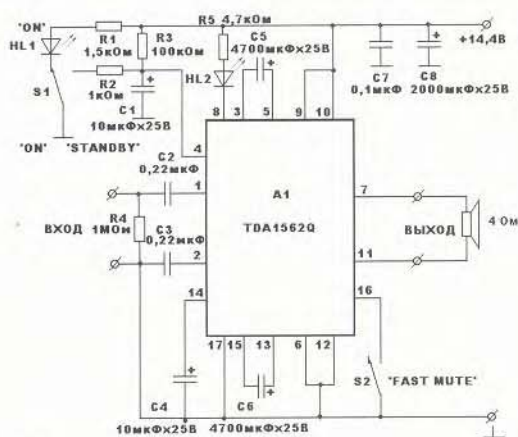 "ON"
HL1
R1
1,5кОм
R3
100кОм
R5 4,7кОм
C5
4700мкФх25В
+14,4В
S1
R2
1кОм
C1
10мкФх25В
HL2
C7
0,1мкФ
C8
2000мкФх25В
"ON" "STANDBY"
8 3 5 9 10
4
C2
0,22мкФ
1
A1
TDA1562Q
7
ВХОД
R4
1МОм
C3
0,22мкФ
2
ВЫХОД
4 Ом
11
14
16
17 15 13 6 12
S2
"FAST MUTE"
C4
10мкФх25В
C6
4700мкФх25В